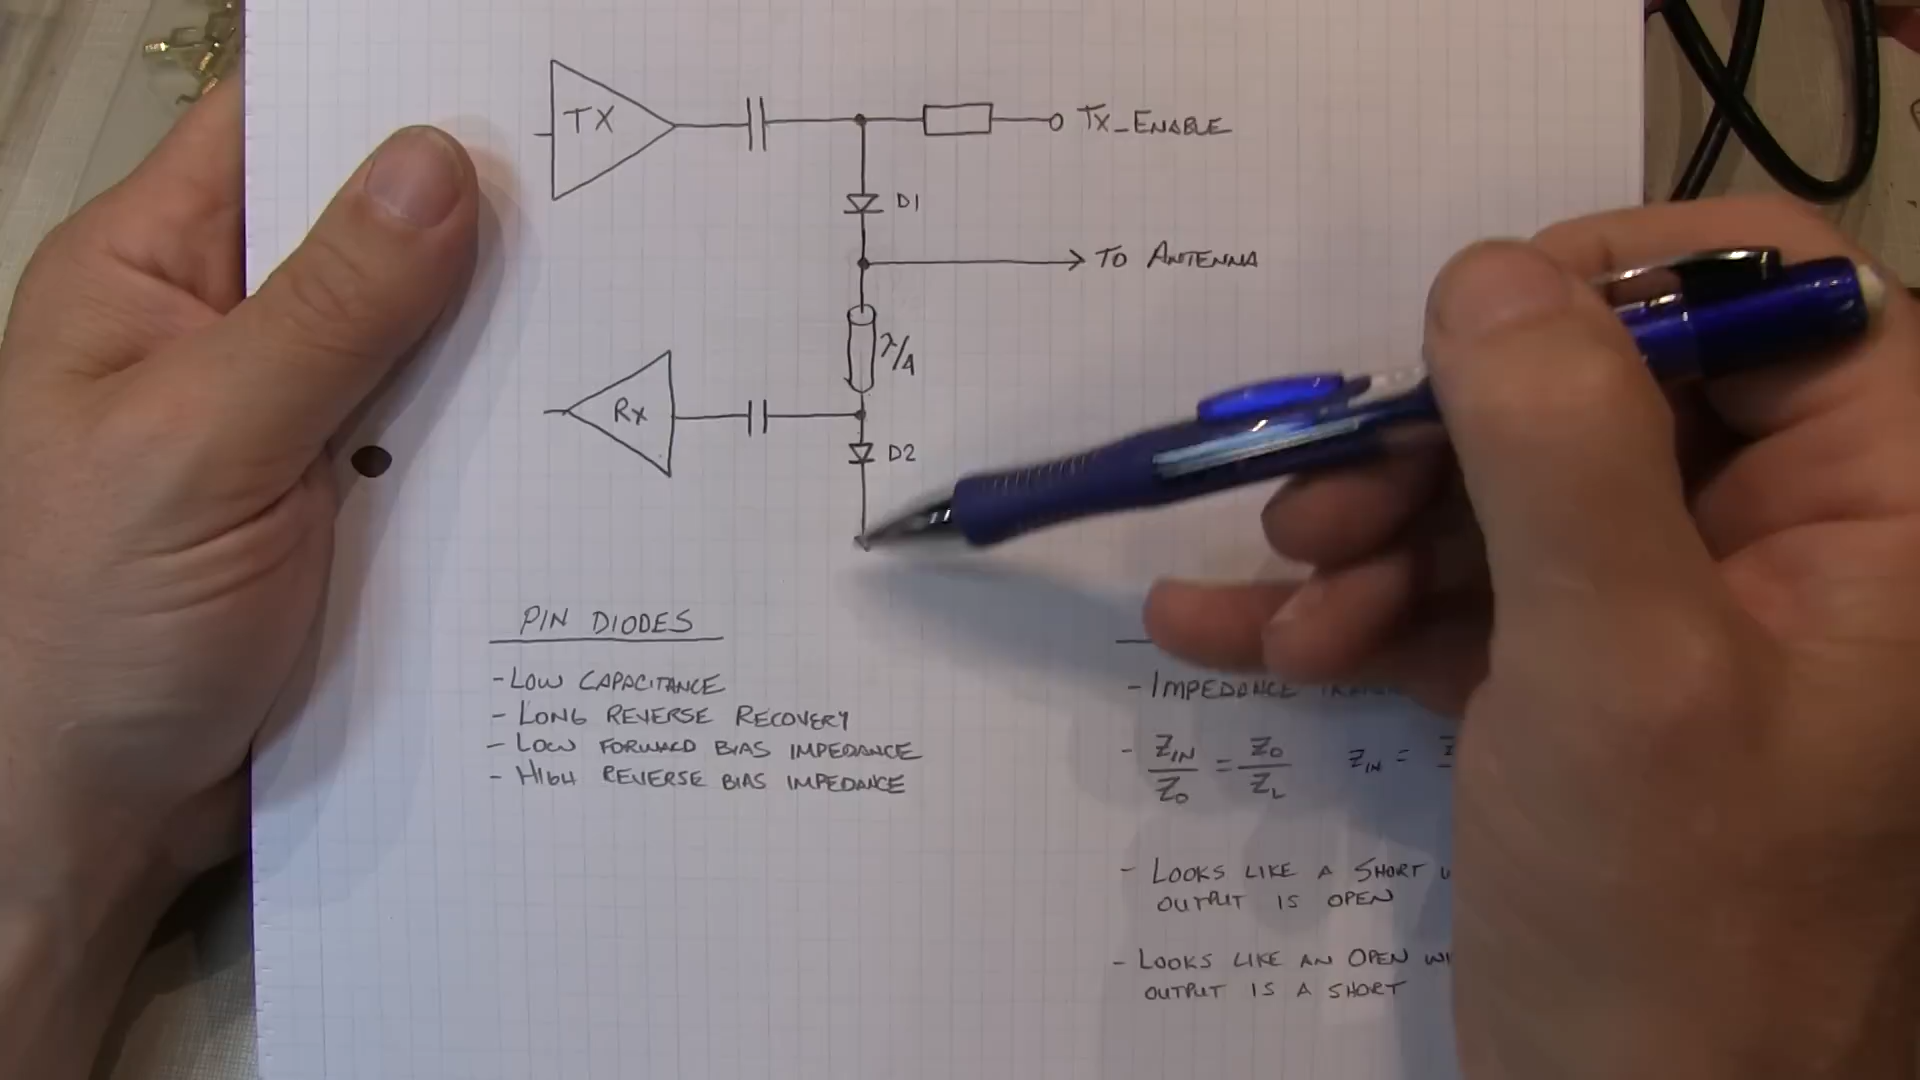 TX
TX_ENABLE
D1
TO ANTENNA
λ/4
RX
D2
PIN DIODES
- LOW CAPACITANCE
- LONG REVERSE RECOVERY
- LOW FORWARD BIAS IMPEDANCE
- HIGH REVERSE BIAS IMPEDANCE
- IMPEDANCE
- ZIN/ZO = ZO/ZL ZIN =
- LOOKS LIKE A SHORT
OUTPUT IS OPEN
- LOOKS LIKE AN OPEN
OUTPUT IS A SHORT